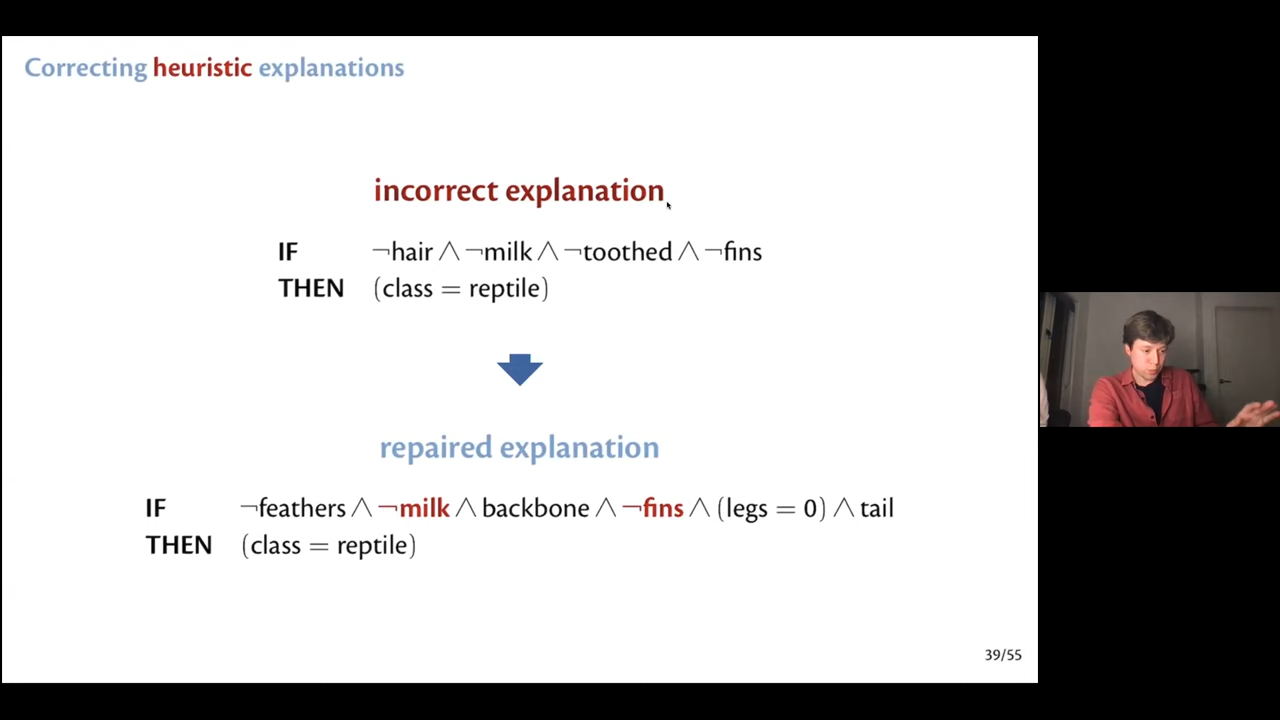 Correcting heuristic explanations
incorrect explanation
IF ¬hair ∧ ¬milk ∧ ¬toothed ∧ ¬fins
THEN (class = reptile)
repaired explanation
IF ¬feathers ∧ ¬milk ∧ backbone ∧ ¬fins ∧ (legs = 0) ∧ tail
THEN (class = reptile)
39/55